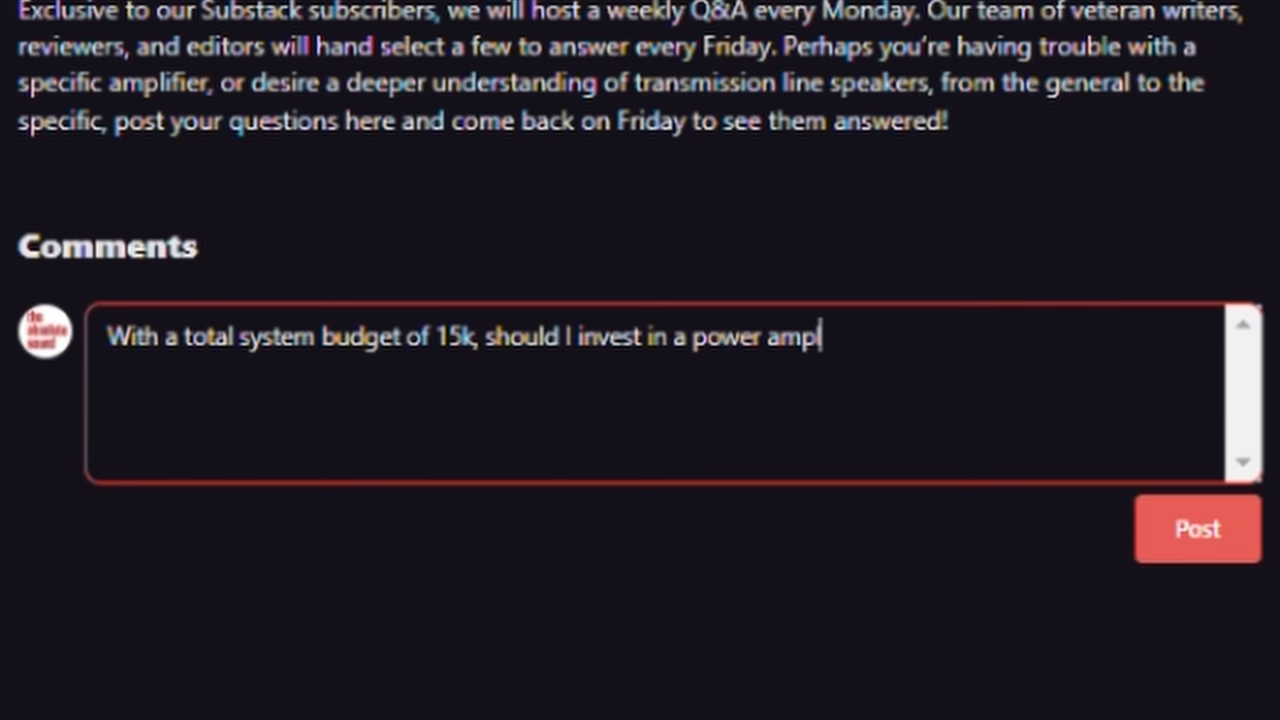 Exclusive to our Substack subscribers, we will host a weekly Q&A every Monday. Our team of veteran writers,
reviewers, and editors will hand select a few to answer every Friday. Perhaps you're having trouble with a
specific amplifier, or desire a deeper understanding of transmission line speakers, from the general to the
specific, post your questions here and come back on Friday to see them answered!
Comments
the
absolute
sound
With a total system budget of 15k, should I invest in a power amp
Post